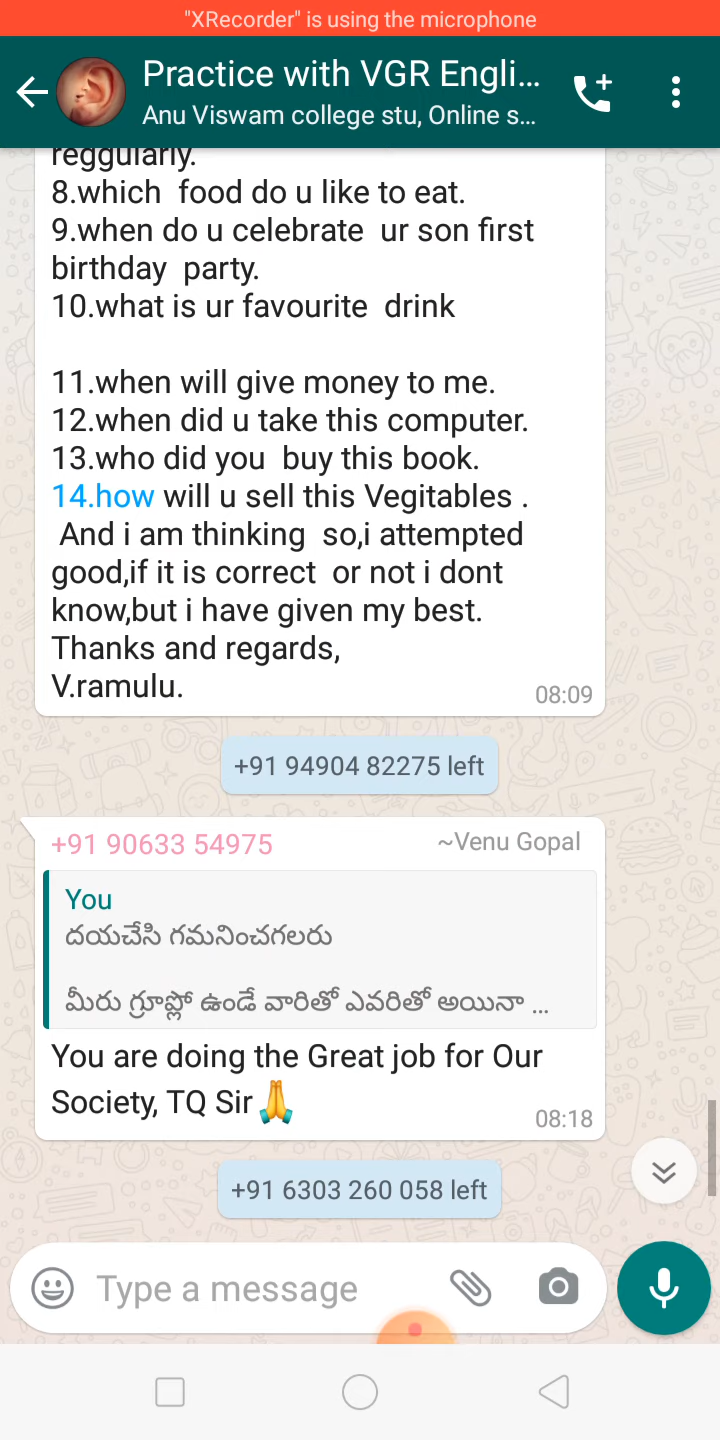 "XRecorder" is using the microphone
Practice with VGR Engli...
Anu Viswam college stu, Online s...
reggularly.
8.which food do u like to eat.
9.when do u celebrate ur son first
birthday party.
10.what is ur favourite drink
11.when will give money to me.
12.when did u take this computer.
13.who did you buy this book.
14.how will u sell this Vegitables .
And i am thinking so,i attempted
good,if it is correct or not i dont
know,but i have given my best.
Thanks and regards,
V.ramulu.
08:09
+91 94904 82275 left
+91 90633 54975 ~Venu Gopal
You
దయచేసి గమనించగలరు
మీరు గ్రూప్లో ఉండే వారితో ఎవరితో అయినా ...
You are doing the Great job for Our
Society, TQ Sir🙏
08:18
+91 6303 260 058 left
Type a message